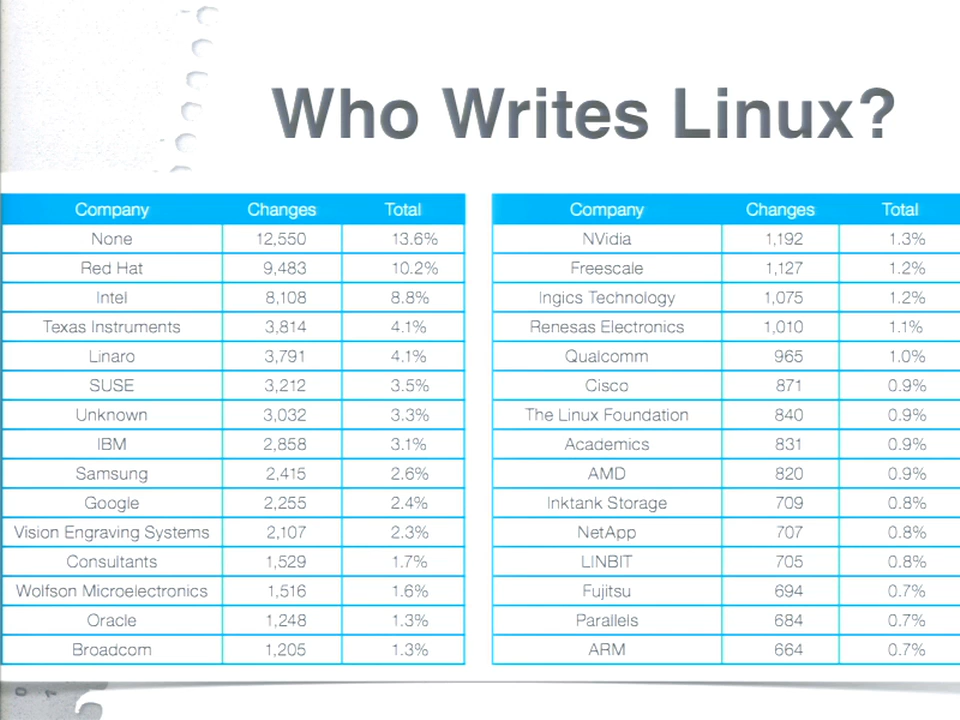 Who Writes Linux?
Company Changes Total
None 12,550 13.6%
Red Hat 9,483 10.2%
Intel 8,108 8.8%
Texas Instruments 3,814 4.1%
Linaro 3,791 4.1%
SUSE 3,212 3.5%
Unknown 3,032 3.3%
IBM 2,858 3.1%
Samsung 2,415 2.6%
Google 2,255 2.4%
Vision Engraving Systems 2,107 2.3%
Consultants 1,529 1.7%
Wolfson Microelectronics 1,516 1.6%
Oracle 1,248 1.3%
Broadcom 1,205 1.3%
Company Changes Total
NVidia 1,192 1.3%
Freescale 1,127 1.2%
Ingics Technology 1,075 1.2%
Renesas Electronics 1,010 1.1%
Qualcomm 965 1.0%
Cisco 871 0.9%
The Linux Foundation 840 0.9%
Academics 831 0.9%
AMD 820 0.9%
Inktank Storage 709 0.8%
NetApp 707 0.8%
LINBIT 705 0.8%
Fujitsu 694 0.7%
Parallels 684 0.7%
ARM 664 0.7%
0 1